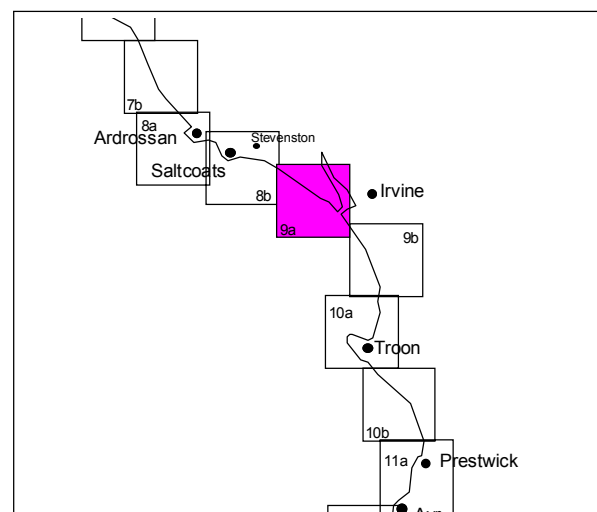 7b
8a
Ardrossan
Stevenston
Saltcoats
8b
Irvine
9a
9b
10a
Troon
10b
11a
Prestwick